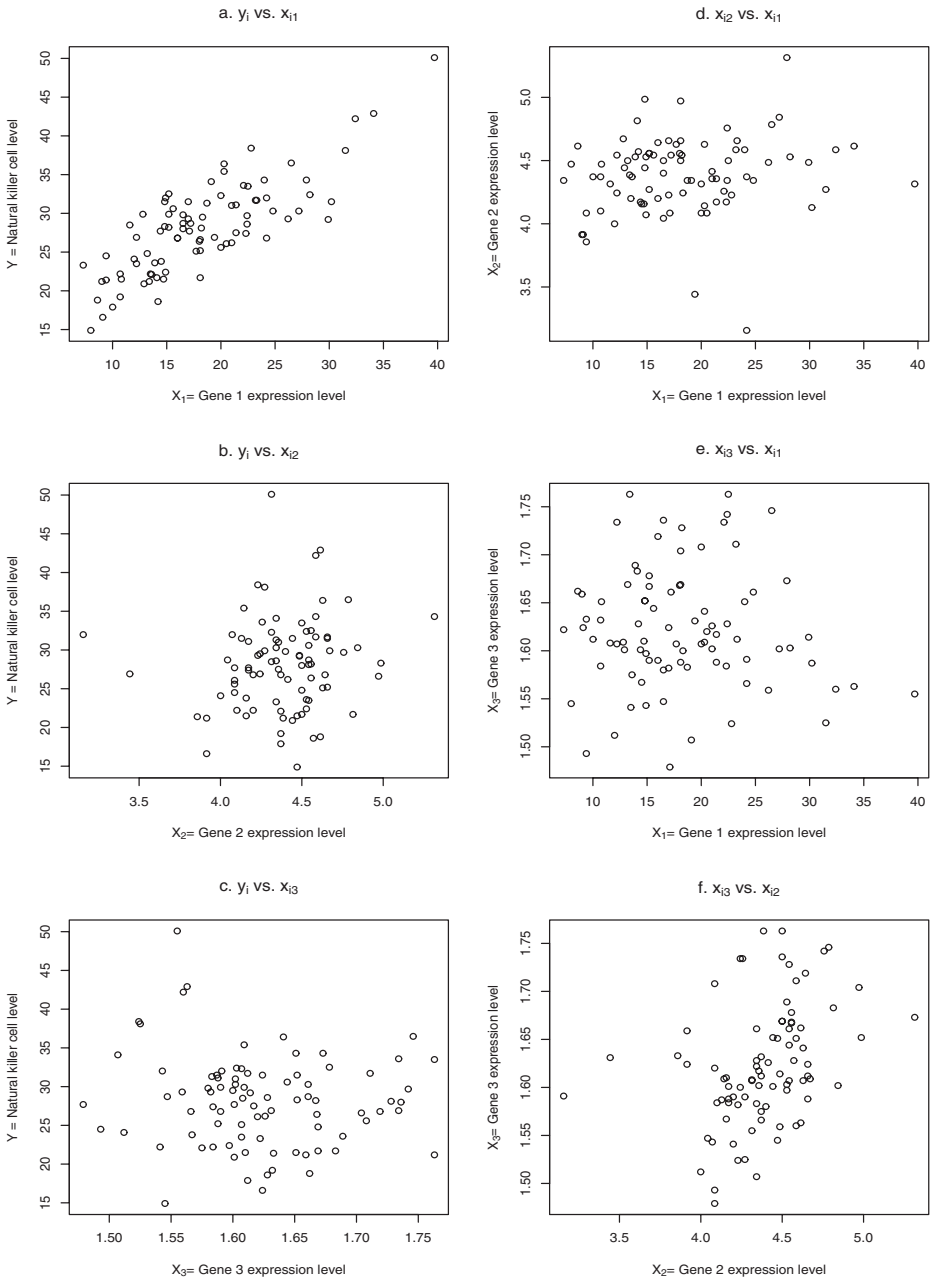 a. yᵢ vs. xᵢ₁
Y = Natural killer cell level
50
45
40
35
30
25
20
15
10 15 20 25 30 35 40
X₁= Gene 1 expression level
d. xᵢ₂ vs. xᵢ₁
X₂= Gene 2 expression level
5.0
4.5
4.0
3.5
10 15 20 25 30 35 40
X₁= Gene 1 expression level
b. yᵢ vs. xᵢ₂
Y = Natural killer cell level
50
45
40
35
30
25
20
15
3.5 4.0 4.5 5.0
X₂= Gene 2 expression level
e. xᵢ₃ vs. xᵢ₁
X₃= Gene 3 expression level
1.75
1.70
1.65
1.60
1.55
1.50
10 15 20 25 30 35 40
X₁= Gene 1 expression level
c. yᵢ vs. xᵢ₃
Y = Natural killer cell level
50
45
40
35
30
25
20
15
1.50 1.55 1.60 1.65 1.70 1.75
X₃= Gene 3 expression level
f. xᵢ₃ vs. xᵢ₂
X₃= Gene 3 expression level
1.75
1.70
1.65
1.60
1.55
1.50
3.5 4.0 4.5 5.0
X₂= Gene 2 expression level